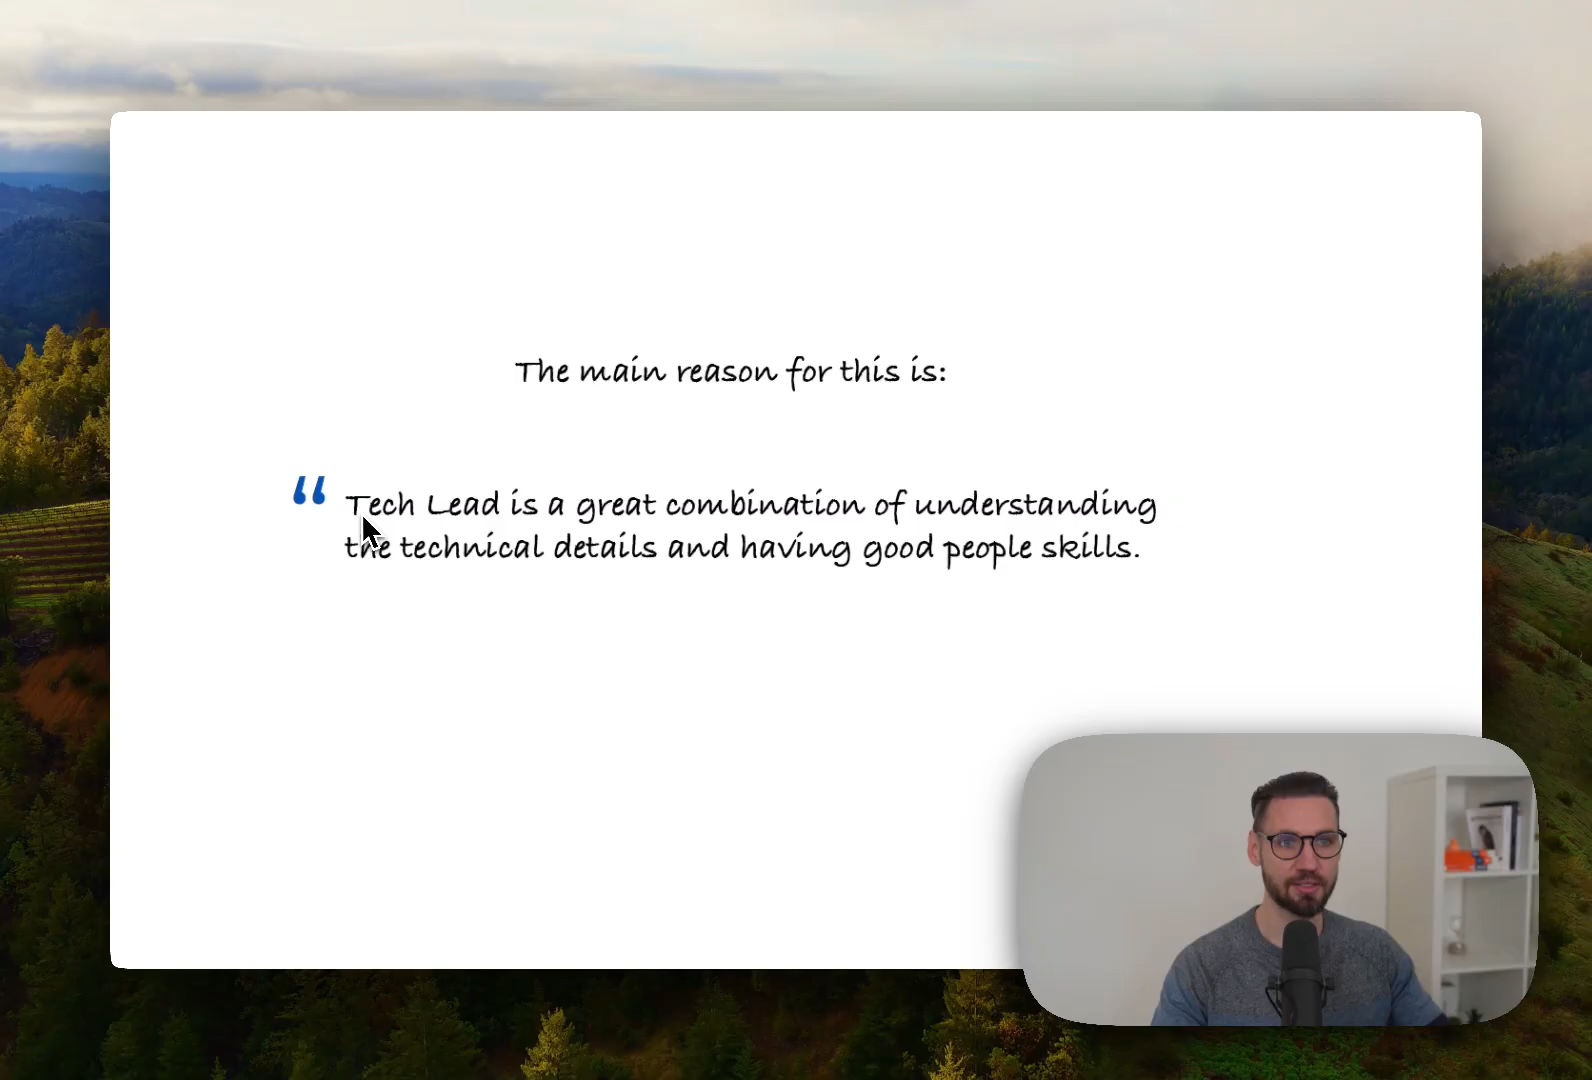 The main reason for this is:
“ Tech Lead is a great combination of understanding
the technical details and having good people skills.